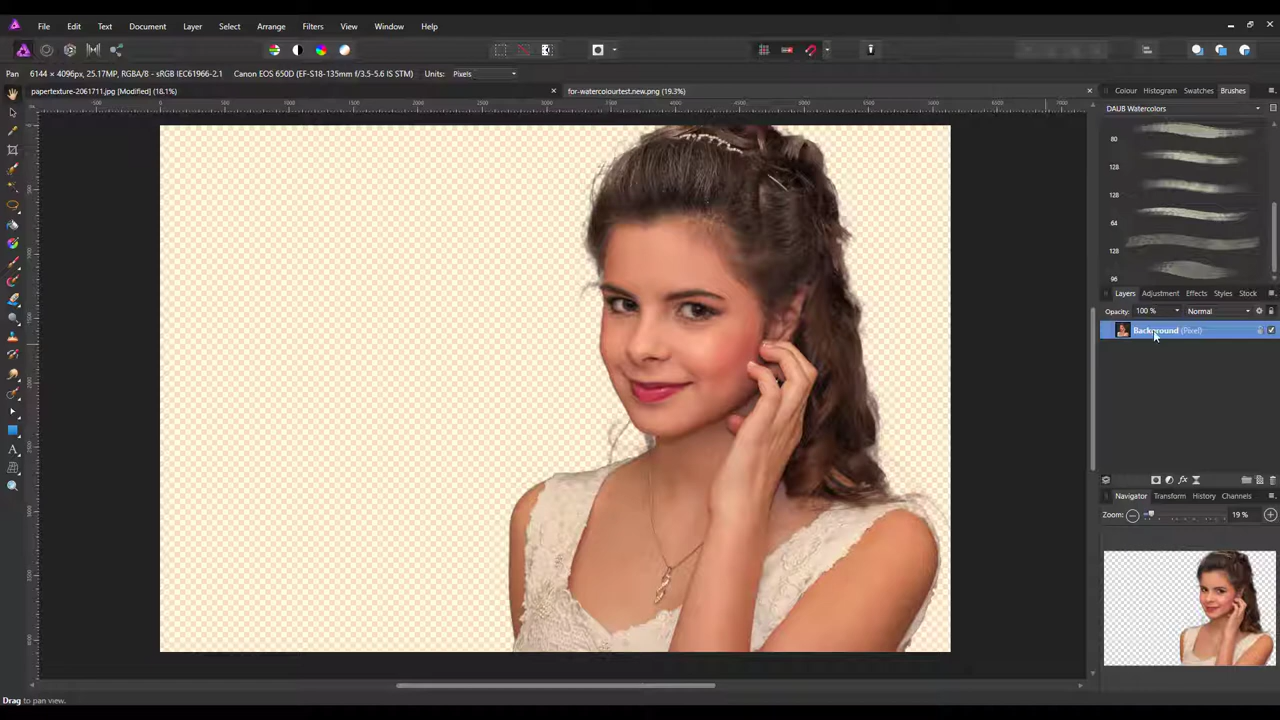 File Edit Text Document Layer Select Arrange Filters View Window Help
Pan 6144 × 4096px, 25.17MP, RGBA/8 - sRGB IEC61966-2.1 Canon EOS 650D (EF-S18-135mm f/3.5-5.6 IS STM) Units: Pixels
papertexture-2061711.jpg [Modified] (18.1%) for-watercolourtest.new.png (19.3%)
Colour Histogram Swatches Brushes
DAUB Watercolors
80
128
128
64
128
96
Layers Adjustment Effects Styles Stock
Opacity: 100 % Normal
Background (Pixel)
Navigator Transform History Channels
Zoom: 19 %
Drag to pan view.